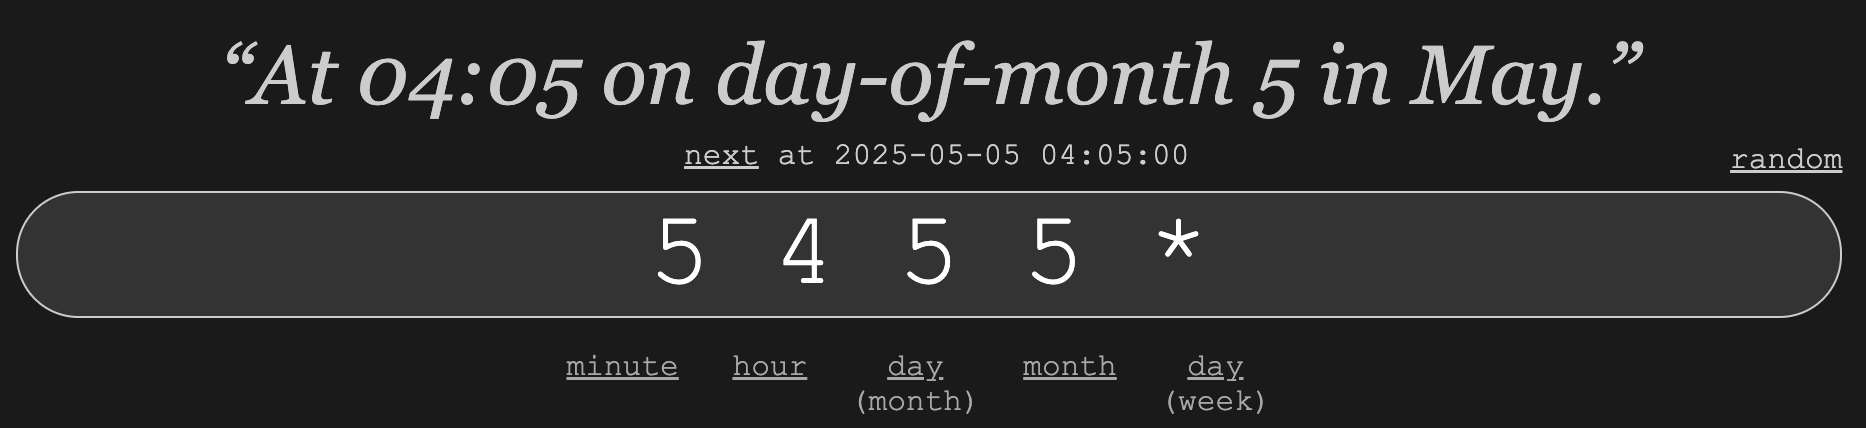 “At 04:05 on day-of-month 5 in May.”
next at 2025-05-05 04:05:00
random
5 4 5 5 *
minute hour day month day
(month) (week)